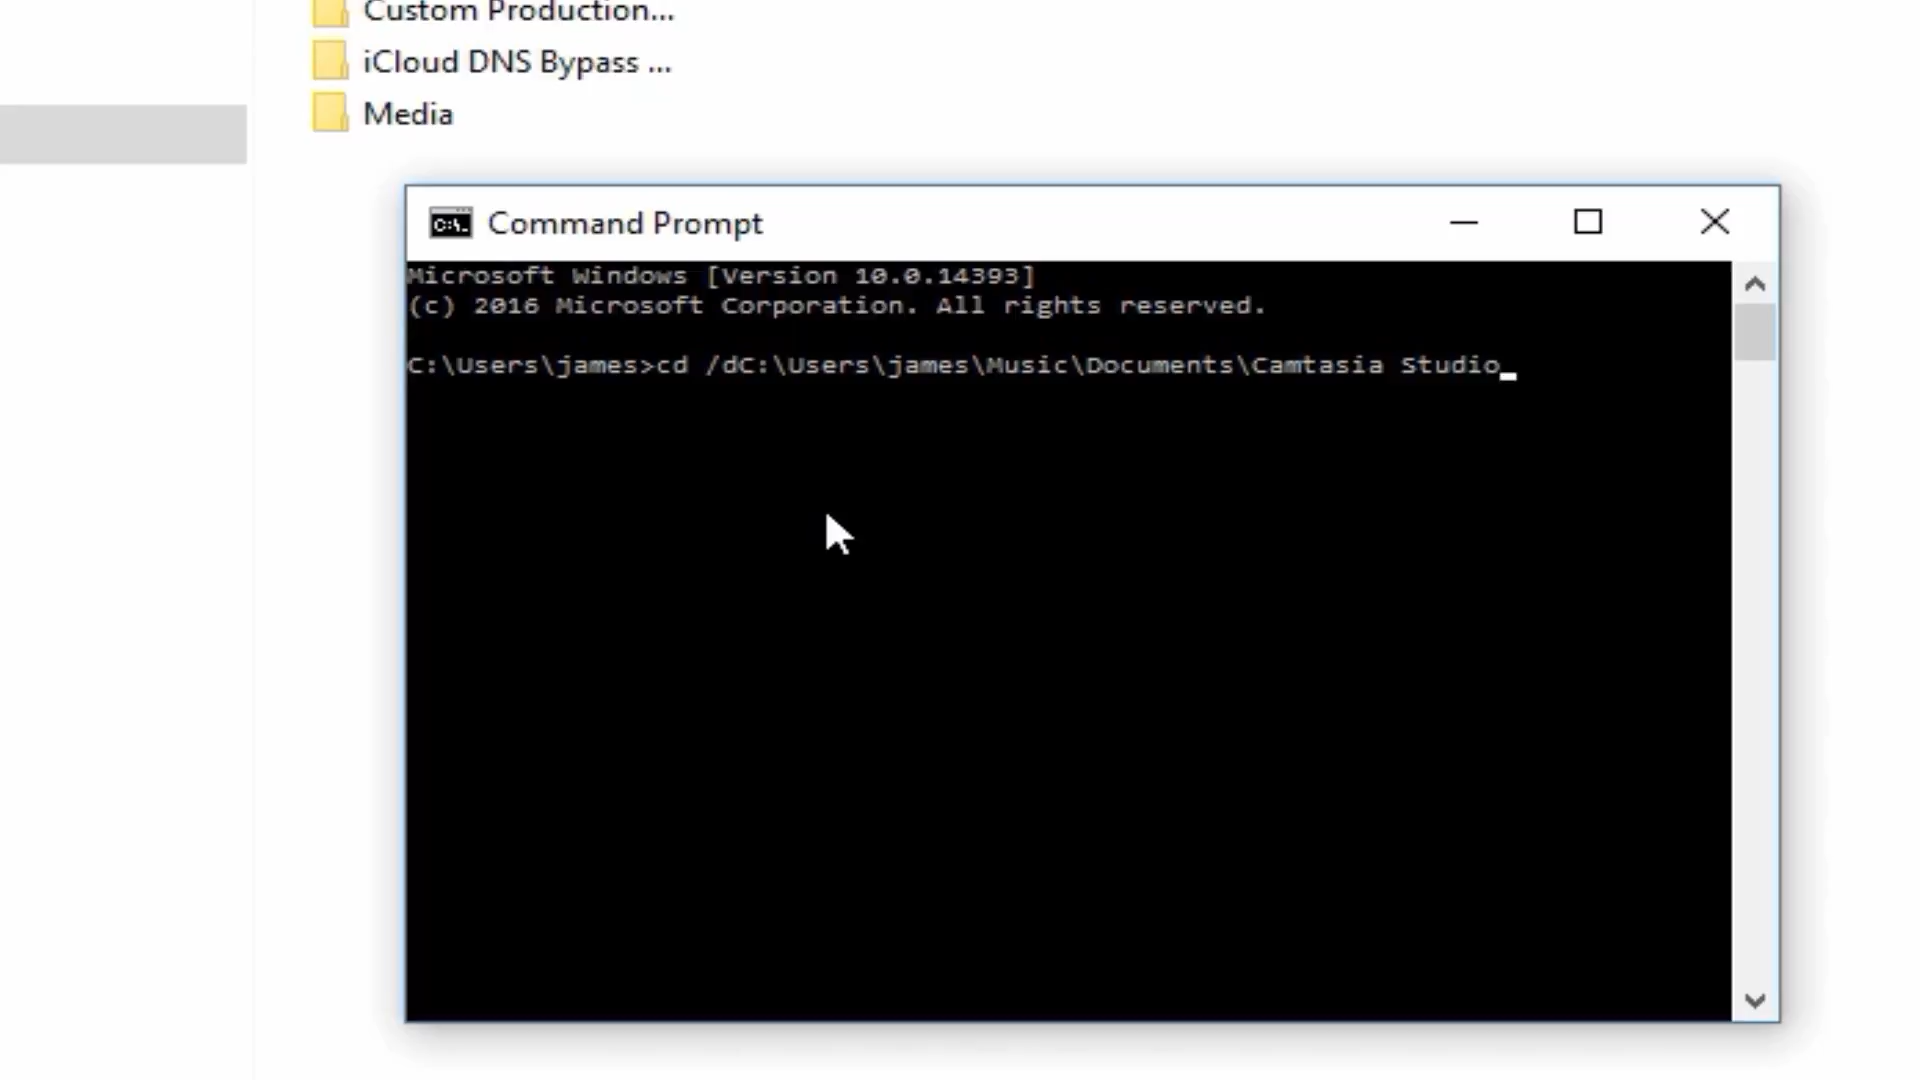 Custom Production...
iCloud DNS Bypass ...
Media
C:\. Command Prompt
Microsoft Windows [Version 10.0.14393]
(c) 2016 Microsoft Corporation. All rights reserved.
C:\Users\james>cd /dC:\Users\james\Music\Documents\Camtasia Studio